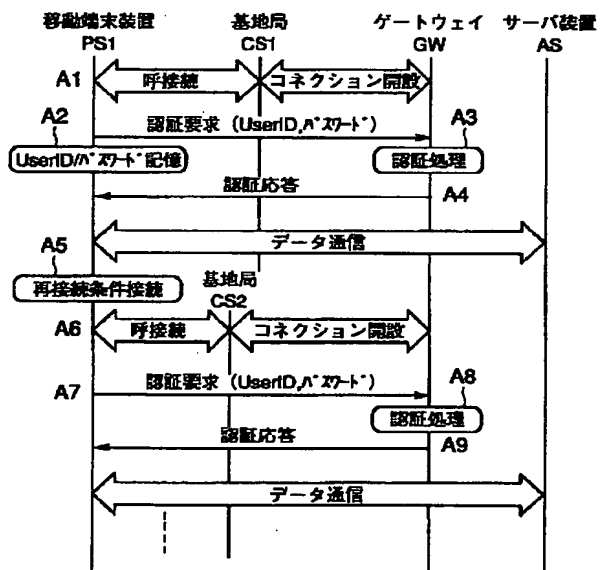 移動端末装置 基地局 ゲートウェイ サーバ装置
PS1 CS1 GW AS
A1 呼接続 コネクション開設
A2 認証要求 (UserID,パスワード) A3
UserID/パスワード記憶 認証処理
認証応答 A4
データ通信
A5
再接続条件接続 基地局
CS2
A6 呼接続 コネクション開設
A7 認証要求 (UserID,パスワード) A8
認証処理
認証応答 A9
データ通信